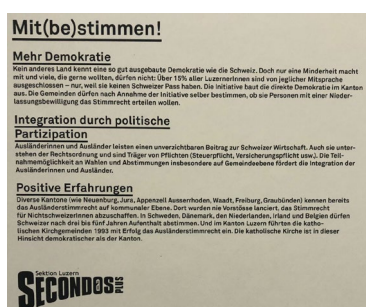 Mit(be)stimmen!
Mehr Demokratie
Kein anderes Land kennt eine so gut ausgebaute Demokratie wie die Schweiz. Doch nur eine Minderheit macht
mit und viele, die gerne wollten, dürfen nicht: Über 15% aller LuzernerInnen sind von jeglicher Mitsprache
ausgeschlossen – nur, weil sie keinen Schweizer Pass haben. Die Initiative baut die direkte Demokratie im Kanton
aus. Die Gemeinden dürfen nach Annahme der Initiative selber bestimmen, ob sie Personen mit einer Nieder-
lassungsbewilligung das Stimmrecht erteilen wollen.
Integration durch politische
Partizipation
Ausländerinnen und Ausländer leisten einen unverzichtbaren Beitrag zur Schweizer Wirtschaft. Auch sie unter-
stehen der Rechtsordnung und sind Träger von Pflichten (Steuerpflicht, Versicherungspflicht usw.). Die Teil-
nahmemöglichkeit an Wahlen und Abstimmungen insbesondere auf Gemeindeebene fördert die Integration der
Ausländerinnen und Ausländer.
Positive Erfahrungen
Diverse Kantone (wie Neuenburg, Jura, Appenzell Ausserrhoden, Waadt, Freiburg, Graubünden) kennen bereits
das Ausländerstimmrecht auf kommunaler Ebene. Dort wurden nie Vorstösse lanciert, das Stimmrecht
für NichtschweizerInnen abzuschaffen. In Schweden, Dänemark, den Niederlanden, Irland und Belgien dürfen
Schweizer nach drei bis fünf Jahren Aufenthalt abstimmen. Und im Kanton Luzern führten die katho-
lischen Kirchgemeinden 1993 mit Erfolg das Ausländerstimmrecht ein. Die katholische Kirche ist in dieser
Hinsicht demokratischer als der Kanton.
Sektion Luzern
SECONDOS PLUS